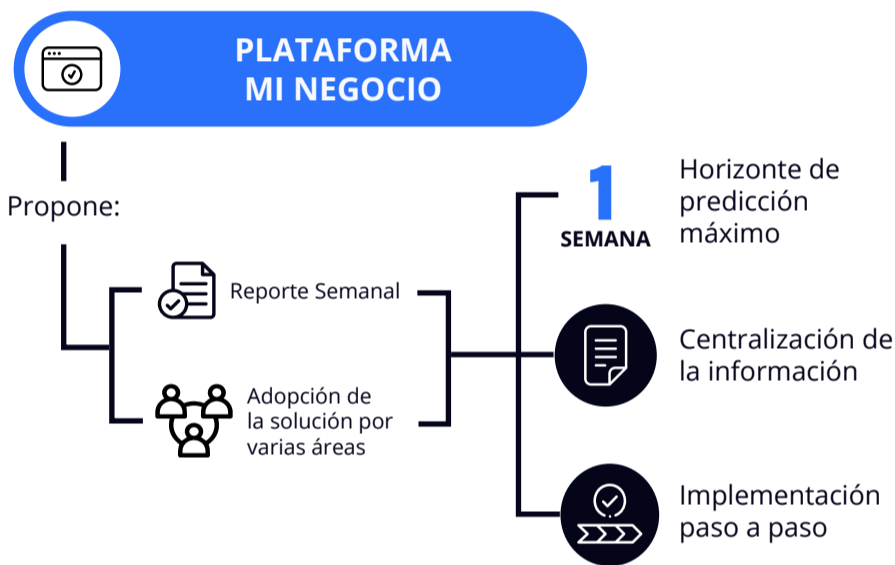 PLATAFORMA
MI NEGOCIO
Propone:
Reporte Semanal
Adopción de
la solución por
varias áreas
1
SEMANA
Horizonte de
predicción
máximo
Centralización de
la información
Implementación
paso a paso